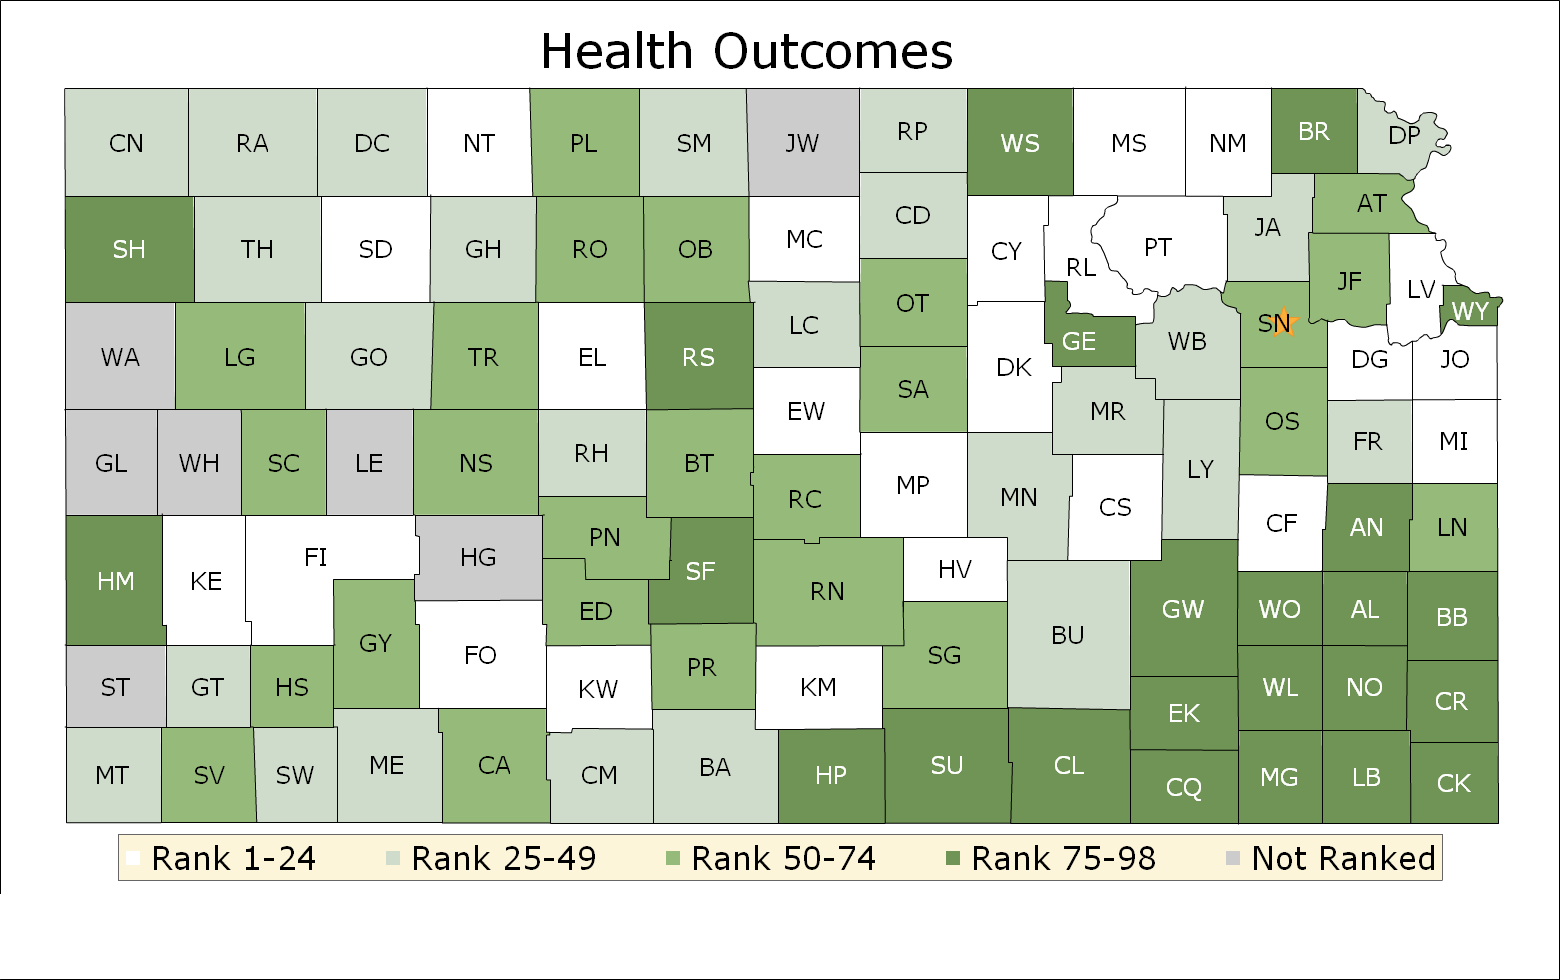 Health Outcomes
CN RA DC NT PL SM JW RP WS MS NM BR DP
SH TH SD GH RO OB MC CD CY RL PT JA AT
WA LG GO TR EL RS LC OT DK GE WB SN JF LV WY
EW SA MR OS DG JO
GL WH SC LE NS RH BT RC MP MN CS LY FR MI
HM KE FI HG PN SF RN HV CF AN LN
GY ED SG BU GW WO AL BB
ST GT HS FO KW PR KM EK WL NO CR
MT SV SW ME CA CM BA HP SU CL CQ MG LB CK
Rank 1-24 Rank 25-49 Rank 50-74 Rank 75-98 Not Ranked